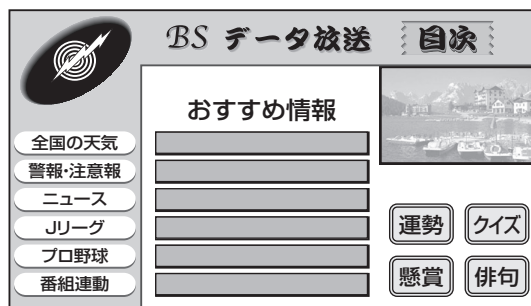 BS データ放送 目次
おすすめ情報
全国の天気
警報・注意報
ニュース
Jリーグ
プロ野球
番組連動
運勢 クイズ
懸賞 俳句